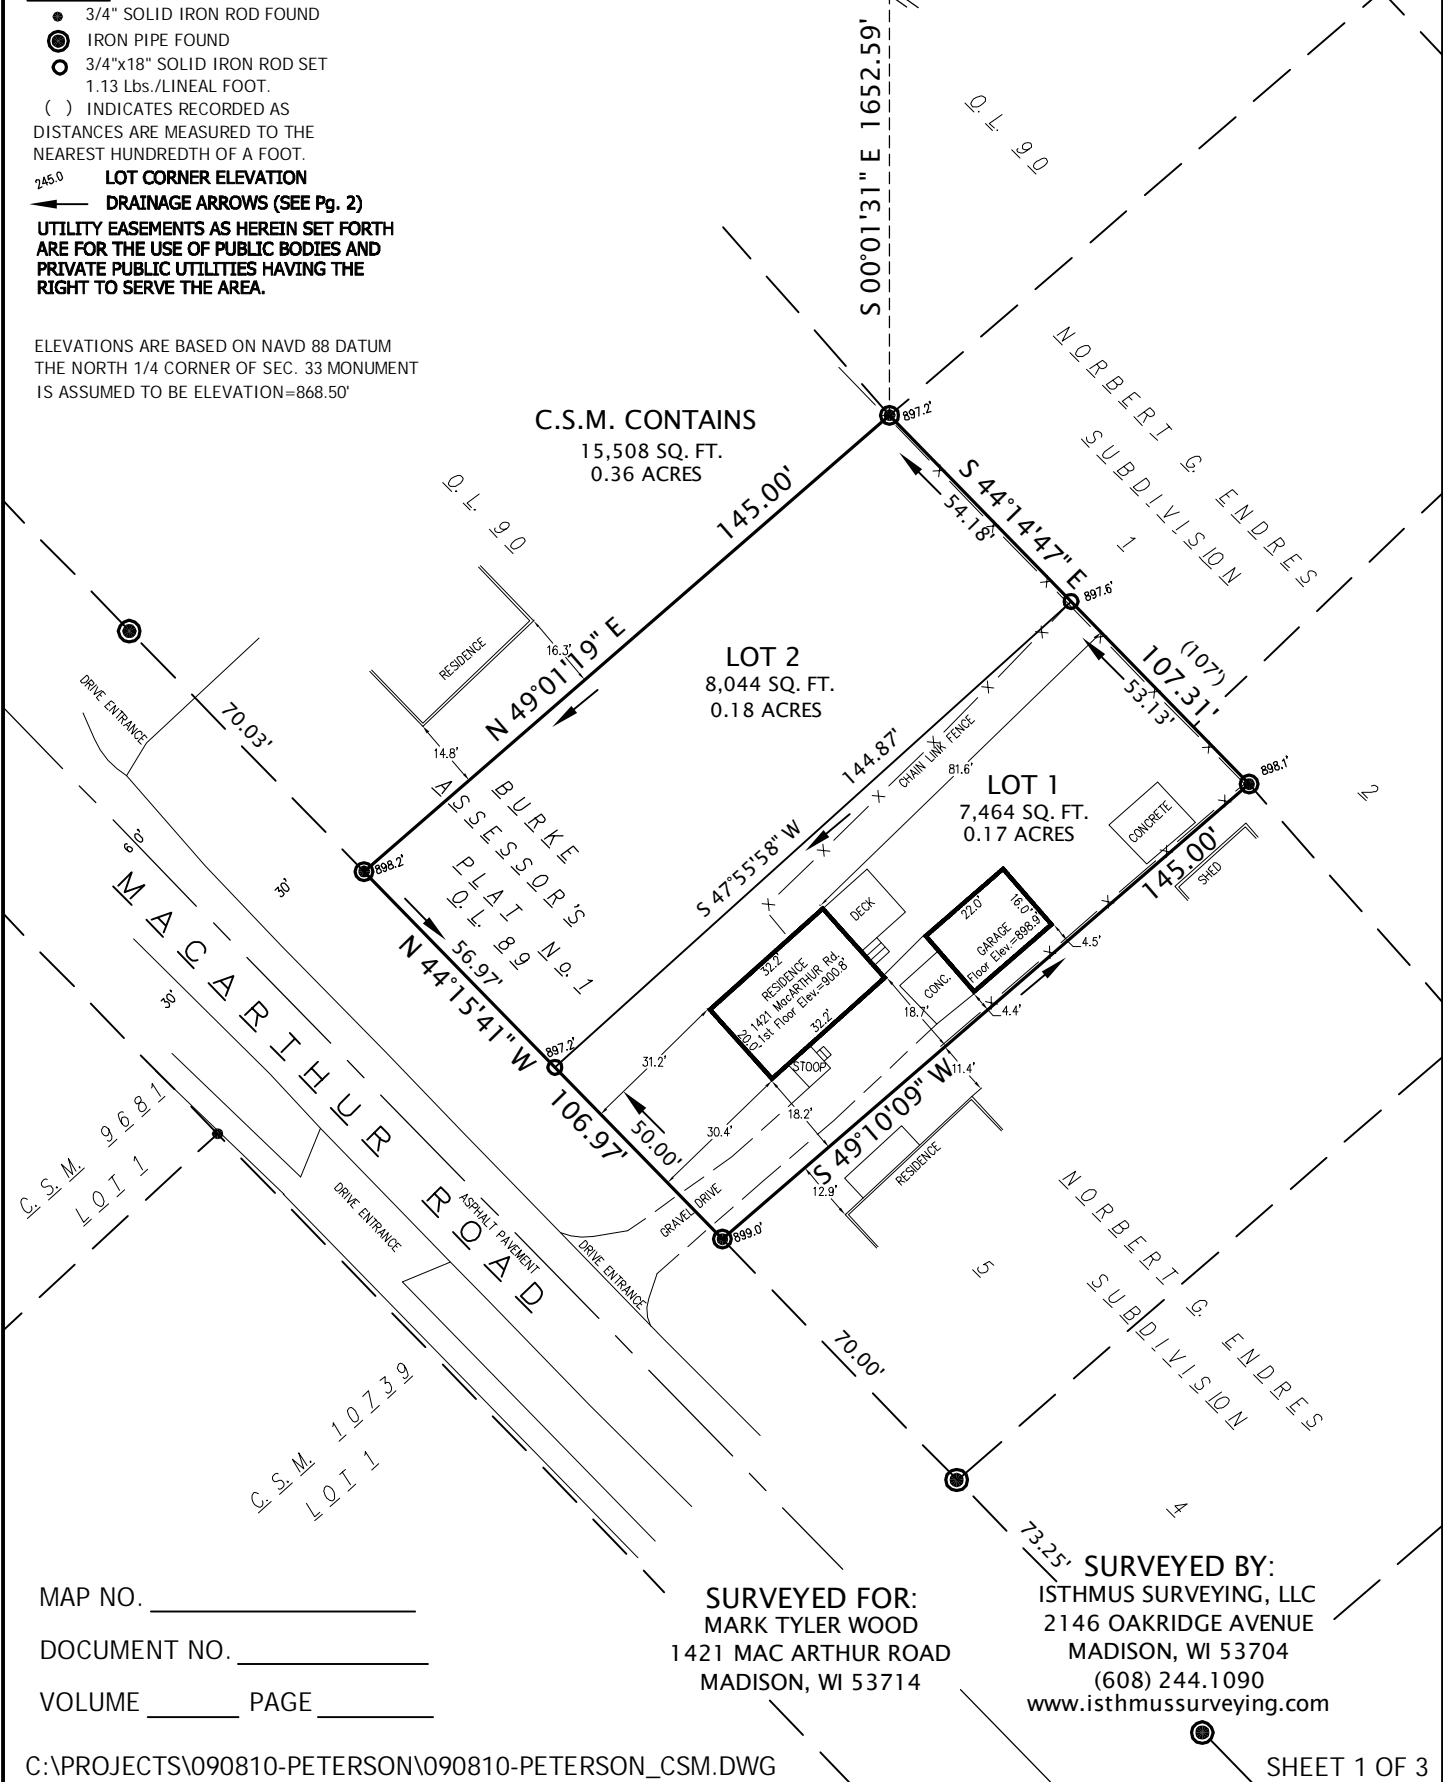 3/4" SOLID IRON ROD FOUND
IRON PIPE FOUND
3/4"x18" SOLID IRON ROD SET
1.13 Lbs./LINEAL FOOT.
( ) INDICATES RECORDED AS
DISTANCES ARE MEASURED TO THE
NEAREST HUNDREDTH OF A FOOT.
245.0 LOT CORNER ELEVATION
DRAINAGE ARROWS (SEE Pg. 2)
UTILITY EASEMENTS AS HEREIN SET FORTH
ARE FOR THE USE OF PUBLIC BODIES AND
PRIVATE PUBLIC UTILITIES HAVING THE
RIGHT TO SERVE THE AREA.
ELEVATIONS ARE BASED ON NAVD 88 DATUM
THE NORTH 1/4 CORNER OF SEC. 33 MONUMENT
IS ASSUMED TO BE ELEVATION=868.50'
S 00°01'31" E 1652.59'
O.L. 90
NORBERT G. ENDRES
SUBDIVISION
1
C.S.M. CONTAINS
15,508 SQ. FT.
0.36 ACRES
897.2'
145.00'
N 49°01'19" E
S 44°14'47" E
54.18'
897.6'
O.L. 90
RESIDENCE
16.3'
14.8'
LOT 2
8,044 SQ. FT.
0.18 ACRES
(107')
107.31'
53.13'
898.1'
2
DRIVE ENTRANCE
70.03'
144.87'
S 47°55'58" W
CHAIN LINK FENCE
81.6'
LOT 1
7,464 SQ. FT.
0.17 ACRES
CONCRETE
145.00'
SHED
BURKE
ASSESSOR'S
PLAT No. 1
O.L. 89
6.0'
30'
30'
898.2'
56.97'
N 44°15'41" W
897.2'
106.97'
50.00'
DECK
32.2'
RESIDENCE
1421 MacARTHUR Rd.
1st Floor Elev.=900.8'
20.0'
32.2'
STOOP
22.0'
16.0'
GARAGE
Floor Elev.=898.9'
CONC.
4.5'
4.4'
18.7'
31.2'
30.4'
18.2'
11.4'
12.9'
S 49°10'09" W
RESIDENCE
MACARTHUR ROAD
ASPHALT PAVEMENT
C.S.M. 9681
LOT 1
DRIVE ENTRANCE
GRAVEL DRIVE
899.0'
DRIVE ENTRANCE
NORBERT G. ENDRES
SUBDIVISION
5
4
70.00'
73.25'
C.S.M. 10739
LOT 1
MAP NO.
DOCUMENT NO.
VOLUME PAGE
SURVEYED FOR:
MARK TYLER WOOD
1421 MAC ARTHUR ROAD
MADISON, WI 53714
SURVEYED BY:
ISTHMUS SURVEYING, LLC
2146 OAKRIDGE AVENUE
MADISON, WI 53704
(608) 244.1090
www.isthmussurveying.com
C:\PROJECTS\090810-PETERSON\090810-PETERSON_CSM.DWG
SHEET 1 OF 3